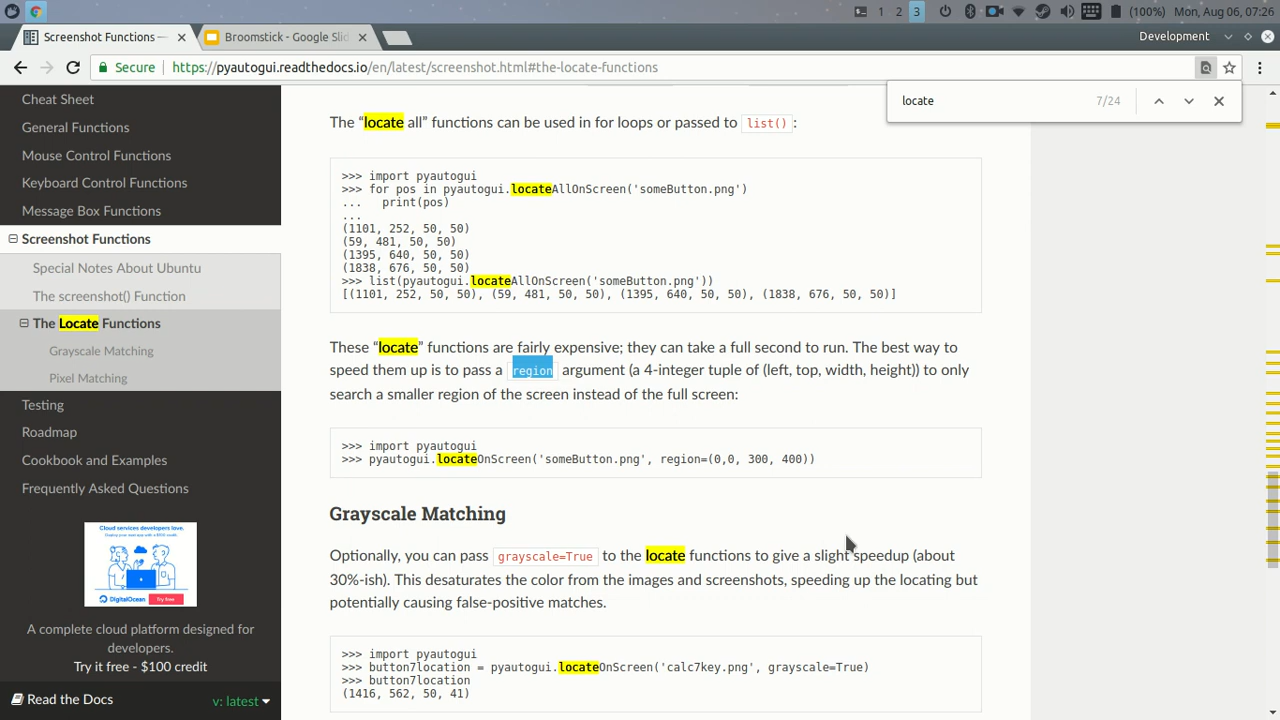 1 2 3 (100%) Mon, Aug 06, 07:26
Screenshot Functions — Broomstick - Google Slid Development
Secure https://pyautogui.readthedocs.io/en/latest/screenshot.html#the-locate-functions
locate 7/24
Cheat Sheet
General Functions
Mouse Control Functions
Keyboard Control Functions
Message Box Functions
Screenshot Functions
Special Notes About Ubuntu
The screenshot() Function
The Locate Functions
Grayscale Matching
Pixel Matching
Testing
Roadmap
Cookbook and Examples
Frequently Asked Questions
Cloud services developers love.
DigitalOcean Try free
A complete cloud platform designed for
developers.
Try it free - $100 credit
Read the Docs v: latest
The “locate all” functions can be used in for loops or passed to list():
>>> import pyautogui
>>> for pos in pyautogui.locateAllOnScreen('someButton.png')
...   print(pos)
...
(1101, 252, 50, 50)
(59, 481, 50, 50)
(1395, 640, 50, 50)
(1838, 676, 50, 50)
>>> list(pyautogui.locateAllOnScreen('someButton.png'))
[(1101, 252, 50, 50), (59, 481, 50, 50), (1395, 640, 50, 50), (1838, 676, 50, 50)]
These “locate” functions are fairly expensive; they can take a full second to run. The best way to
speed them up is to pass a region argument (a 4-integer tuple of (left, top, width, height)) to only
search a smaller region of the screen instead of the full screen:
>>> import pyautogui
>>> pyautogui.locateOnScreen('someButton.png', region=(0,0, 300, 400))
Grayscale Matching
Optionally, you can pass grayscale=True to the locate functions to give a slight speedup (about
30%-ish). This desaturates the color from the images and screenshots, speeding up the locating but
potentially causing false-positive matches.
>>> import pyautogui
>>> button7location = pyautogui.locateOnScreen('calc7key.png', grayscale=True)
>>> button7location
(1416, 562, 50, 41)